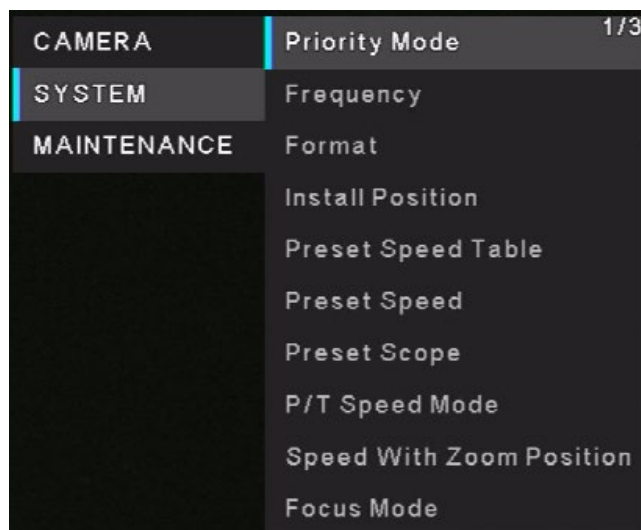 CAMERA
SYSTEM
MAINTENANCE
Priority Mode
1/3
Frequency
Format
Install Position
Preset Speed Table
Preset Speed
Preset Scope
P/T Speed Mode
Speed With Zoom Position
Focus Mode